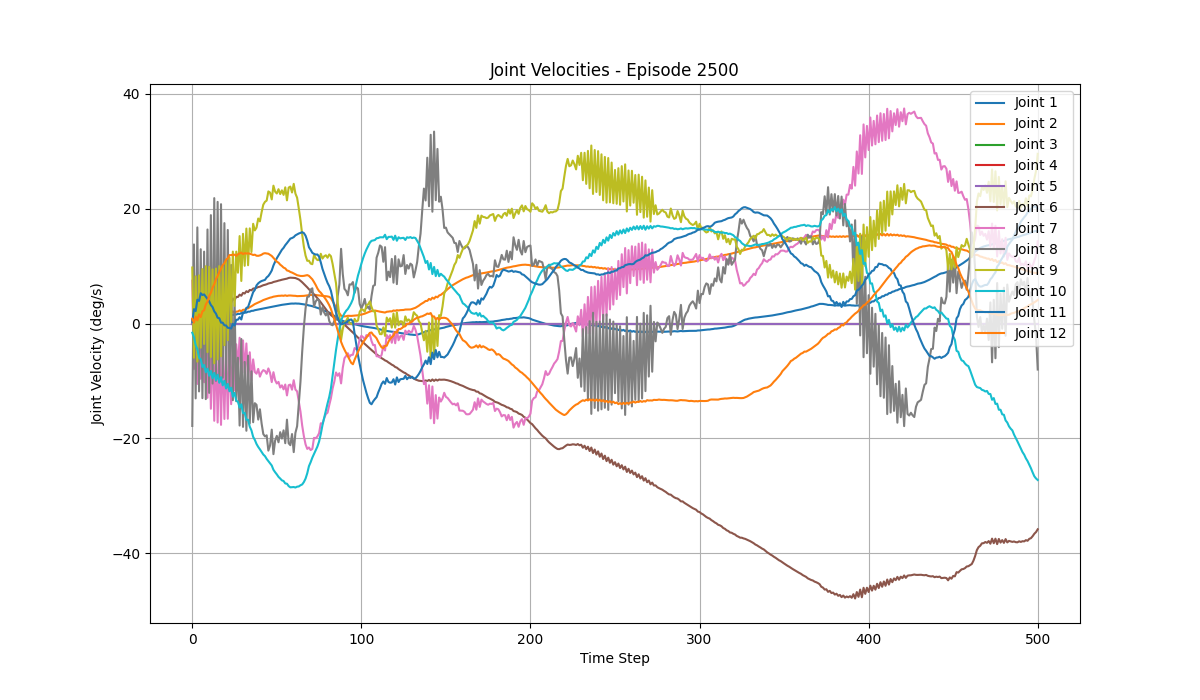 Joint Velocities - Episode 2500
40
20
0
−20
−40
Joint Velocity (deg/s)
0
100
200
300
400
500
Time Step
Joint 1
Joint 2
Joint 3
Joint 4
Joint 5
Joint 6
Joint 7
Joint 8
Joint 9
Joint 10
Joint 11
Joint 12